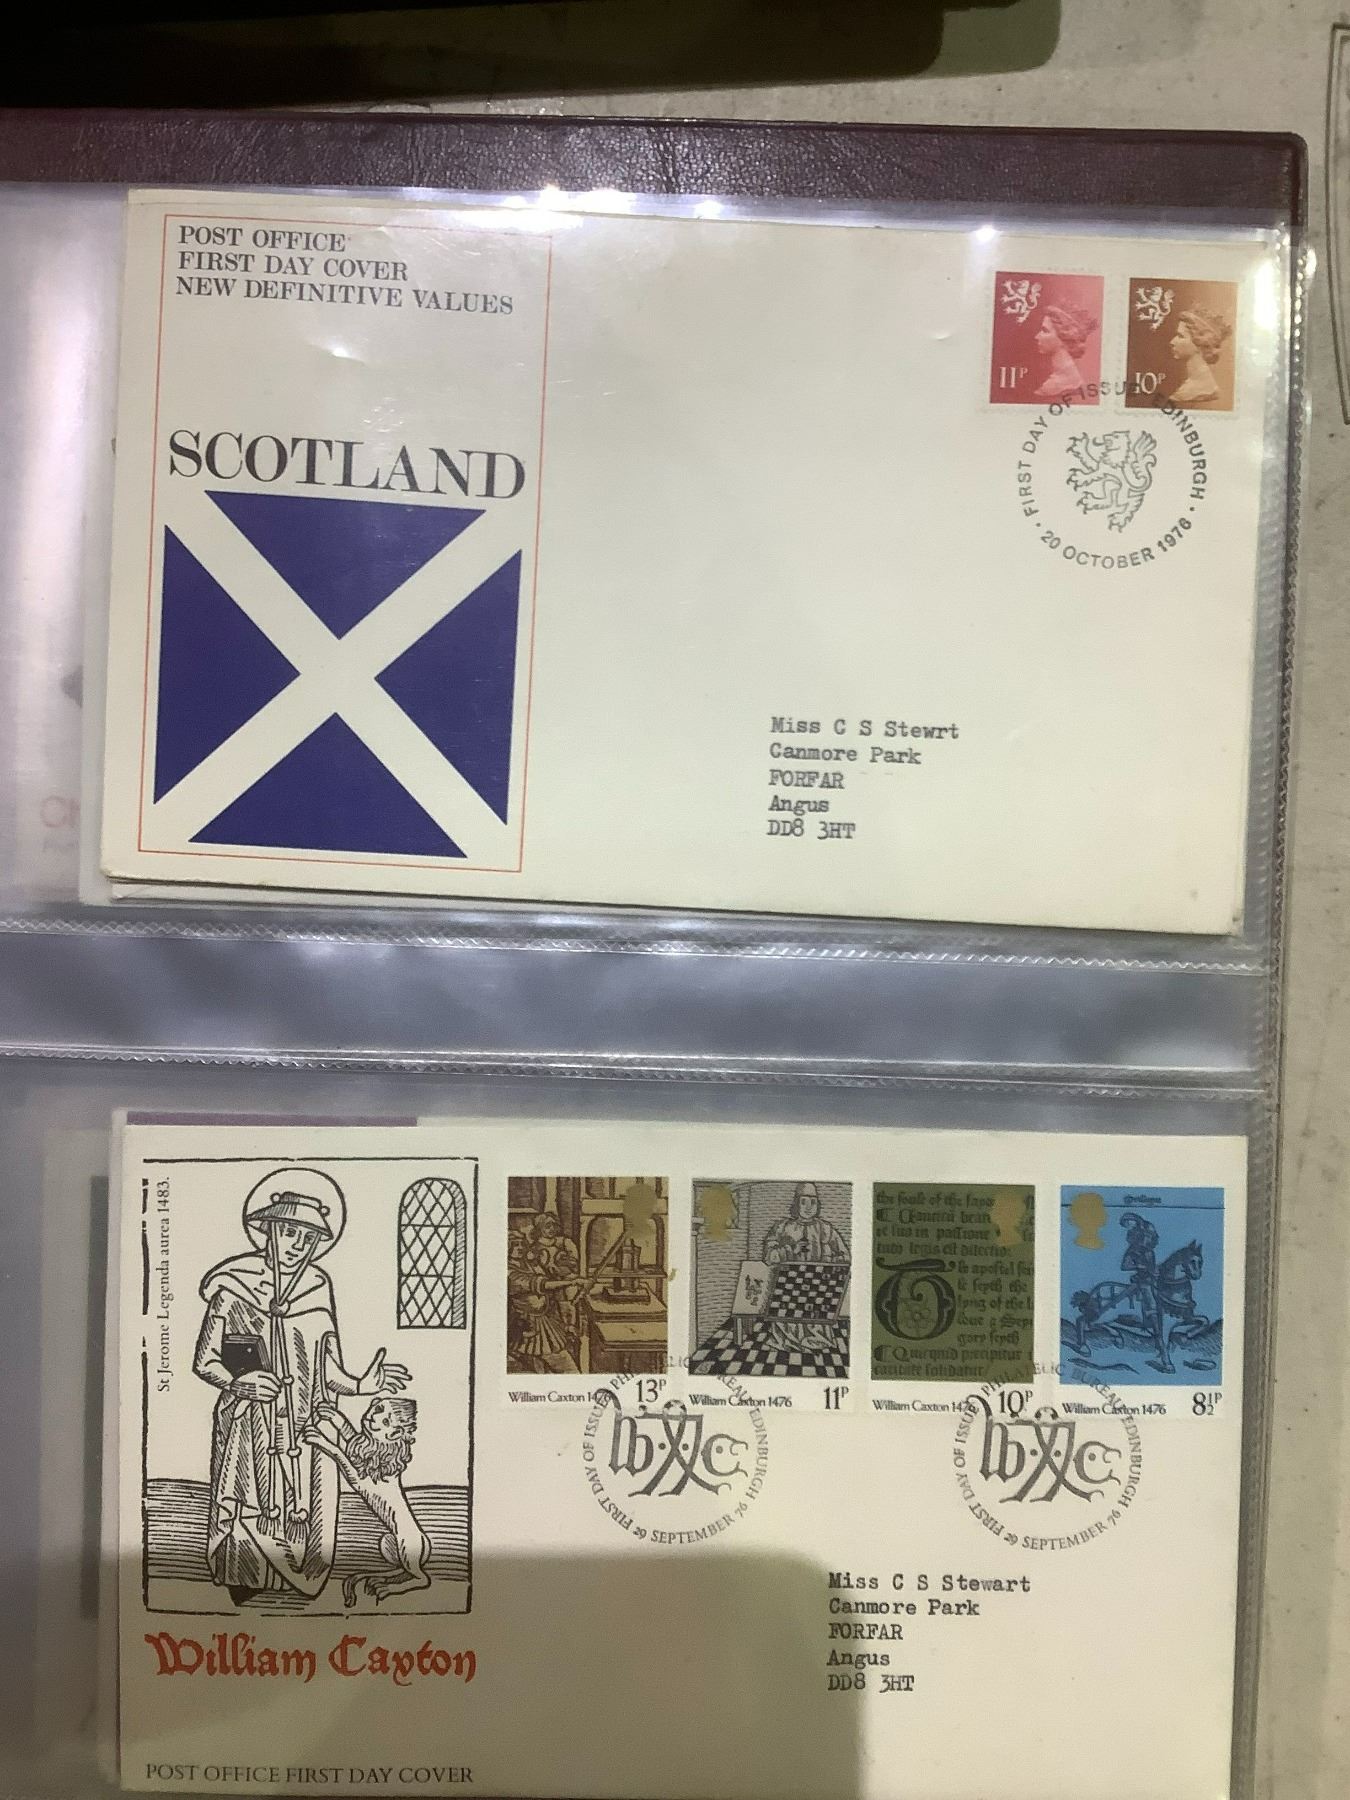 POST OFFICE
FIRST DAY COVER
NEW DEFINITIVE VALUES
SCOTLAND
11P
10P
FIRST DAY OF ISSUE EDINBURGH
20 OCTOBER 1976
Miss C S Stewrt
Canmore Park
FORFAR
Angus
DD8 3HT
St Jerome Legenda aurea 1483.
William Caxton 1476 13P
William Caxton 1476 11P
William Caxton 1476 10P
William Caxton 1476 8½P
FIRST DAY OF ISSUE PHILATELIC BUREAU EDINBURGH
29 SEPTEMBER 76
FIRST DAY OF ISSUE PHILATELIC BUREAU EDINBURGH
29 SEPTEMBER 76
Miss C S Stewart
Canmore Park
FORFAR
Angus
DD8 3HT
William Caxton
POST OFFICE FIRST DAY COVER